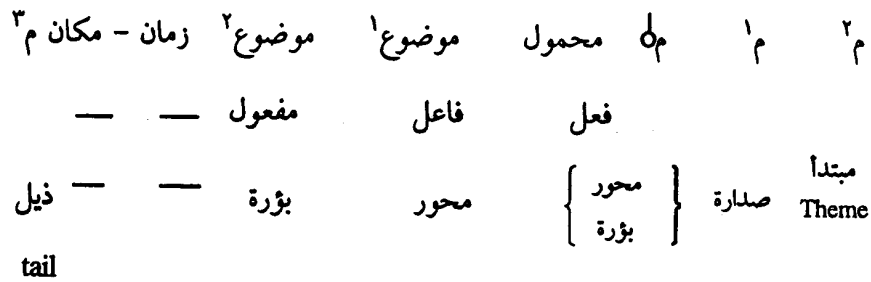 م٢ م١ مϕ محمول موضوع١ موضوع٢ زمان – مكان م٣
فعل فاعل مفعول — —
مبتدأ Theme صدارة { محور بؤرة } محور بؤرة — — ذيل
tail